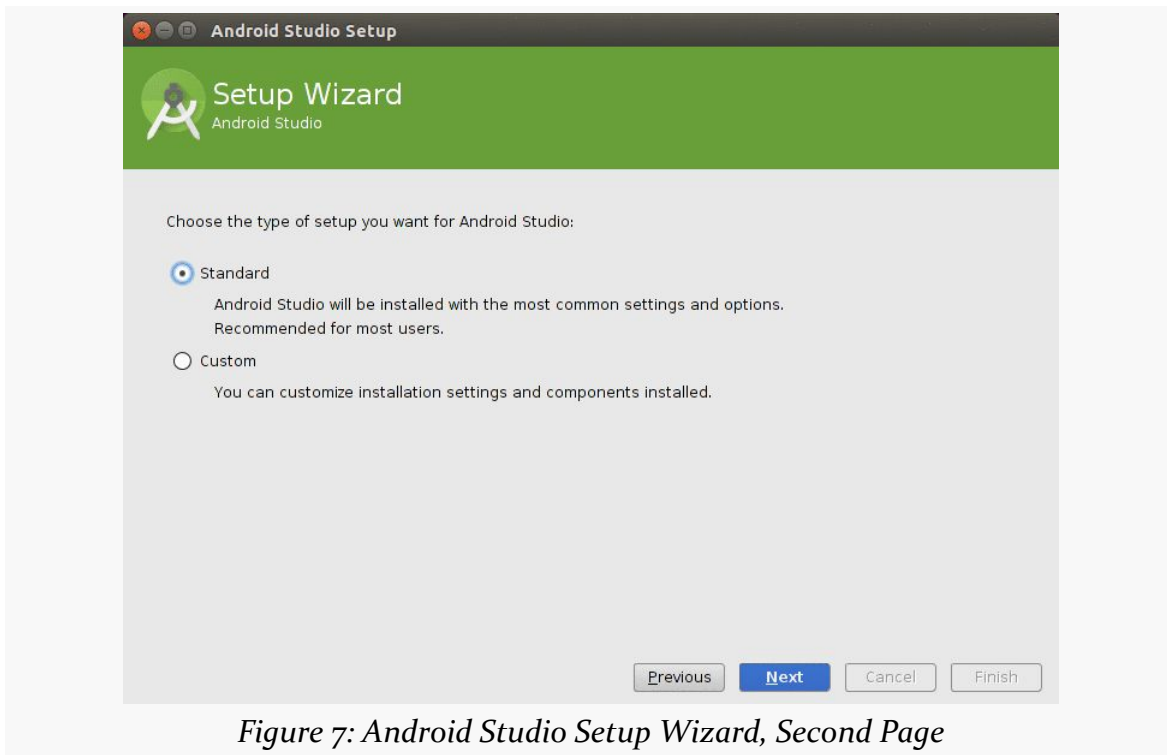 Android Studio Setup
Setup Wizard
Android Studio
Choose the type of setup you want for Android Studio:
Standard
Android Studio will be installed with the most common settings and options.
Recommended for most users.
Custom
You can customize installation settings and components installed.
Previous Next Cancel Finish
Figure 7: Android Studio Setup Wizard, Second Page